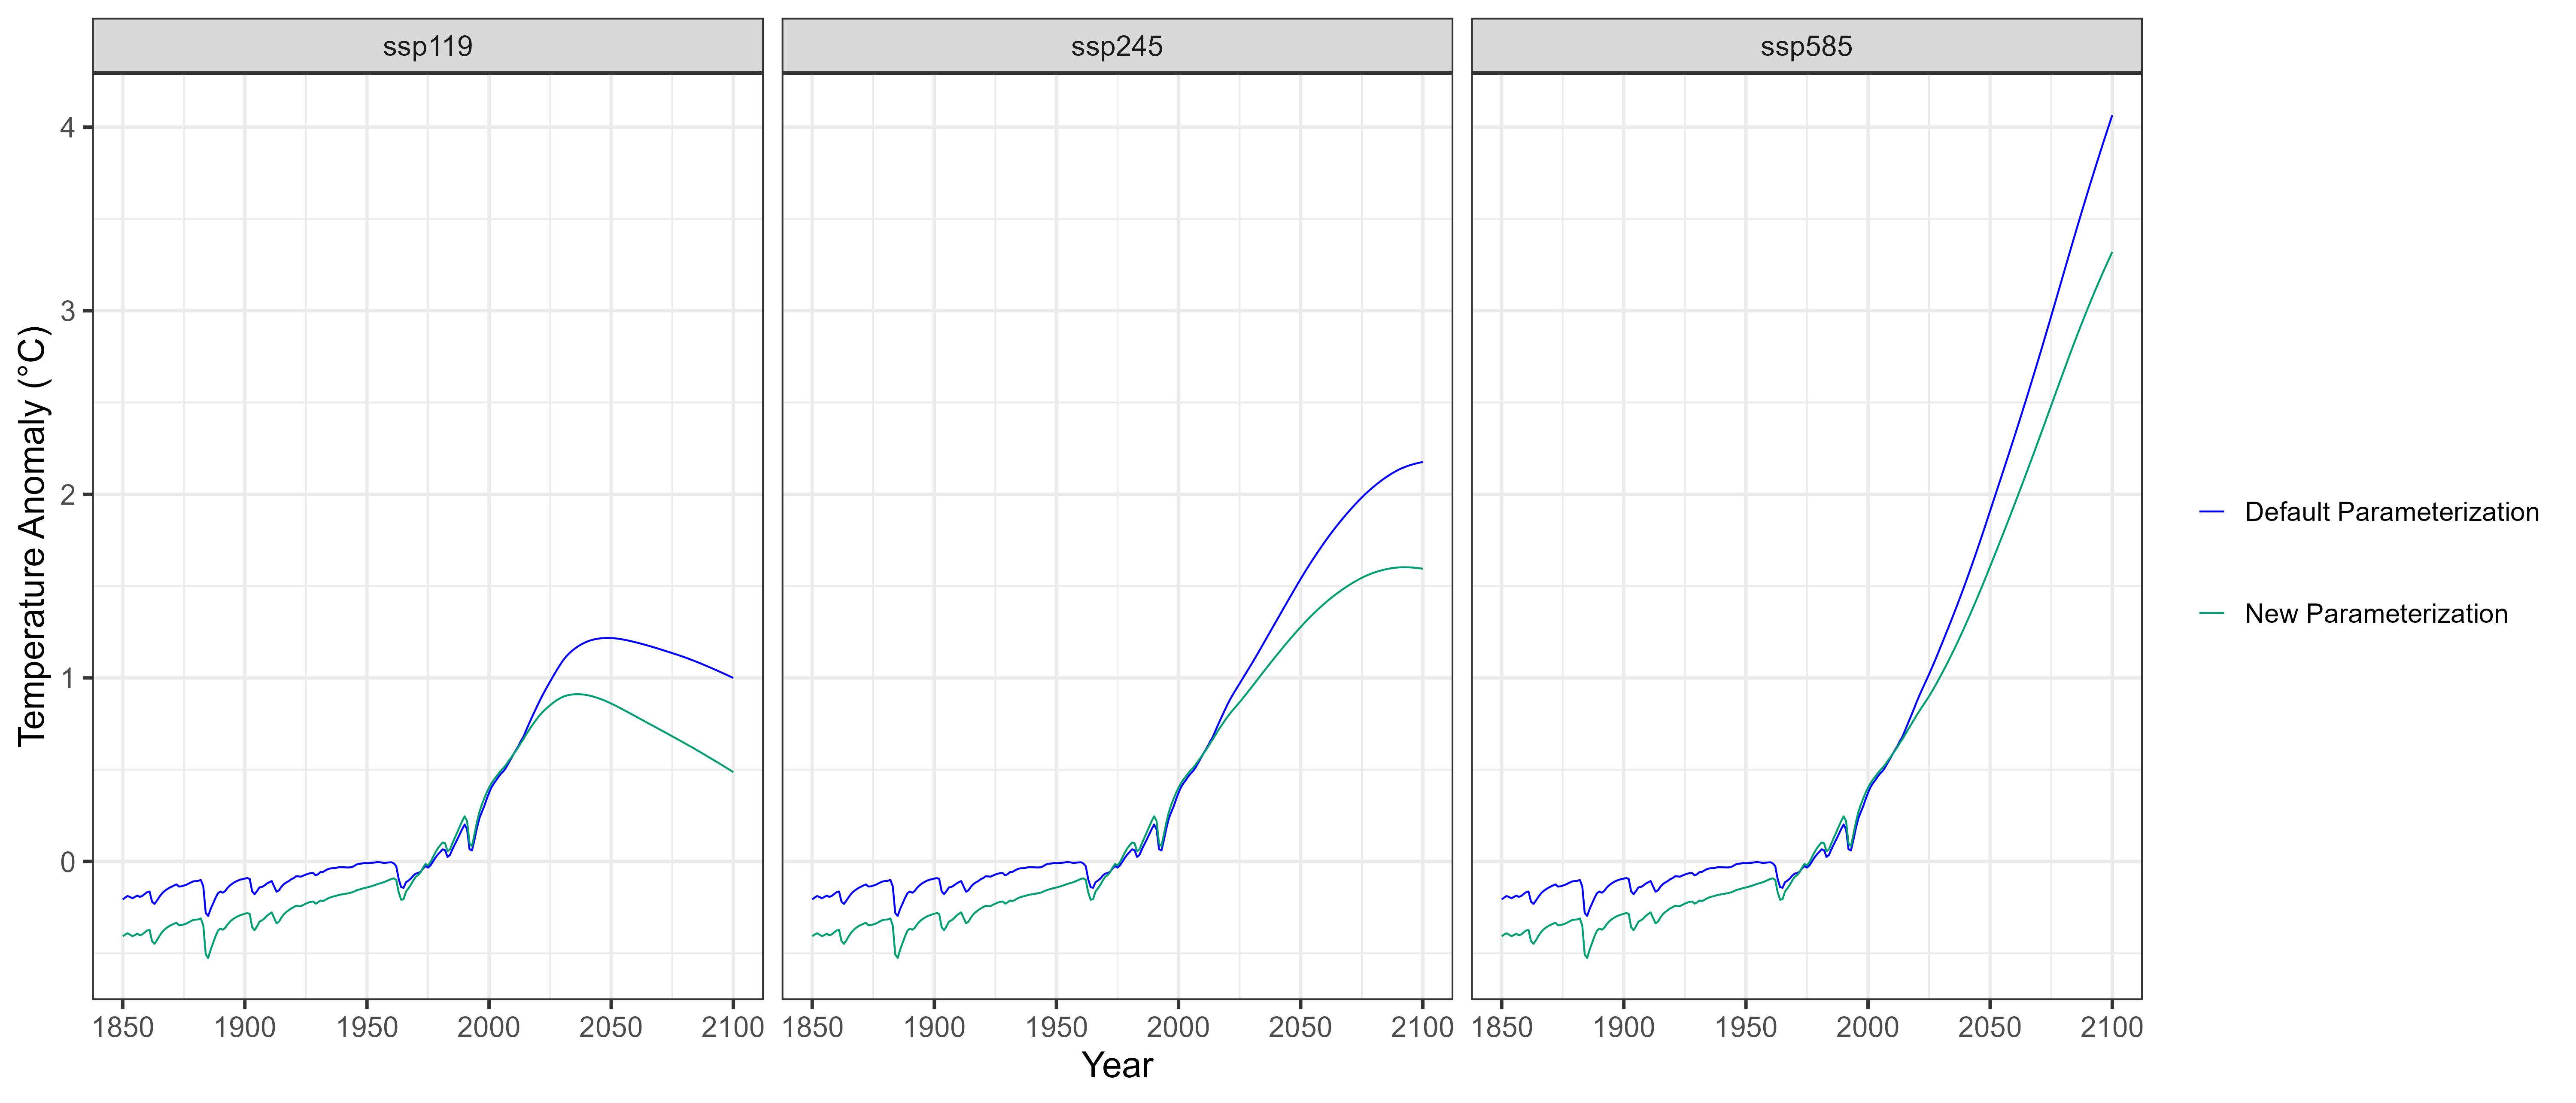 ssp119 ssp245 ssp585
Temperature Anomaly (°C)
4
3
2
1
0
1850 1900 1950 2000 2050 2100 1850 1900 1950 2000 2050 2100 1850 1900 1950 2000 2050 2100
Year
Default Parameterization
New Parameterization